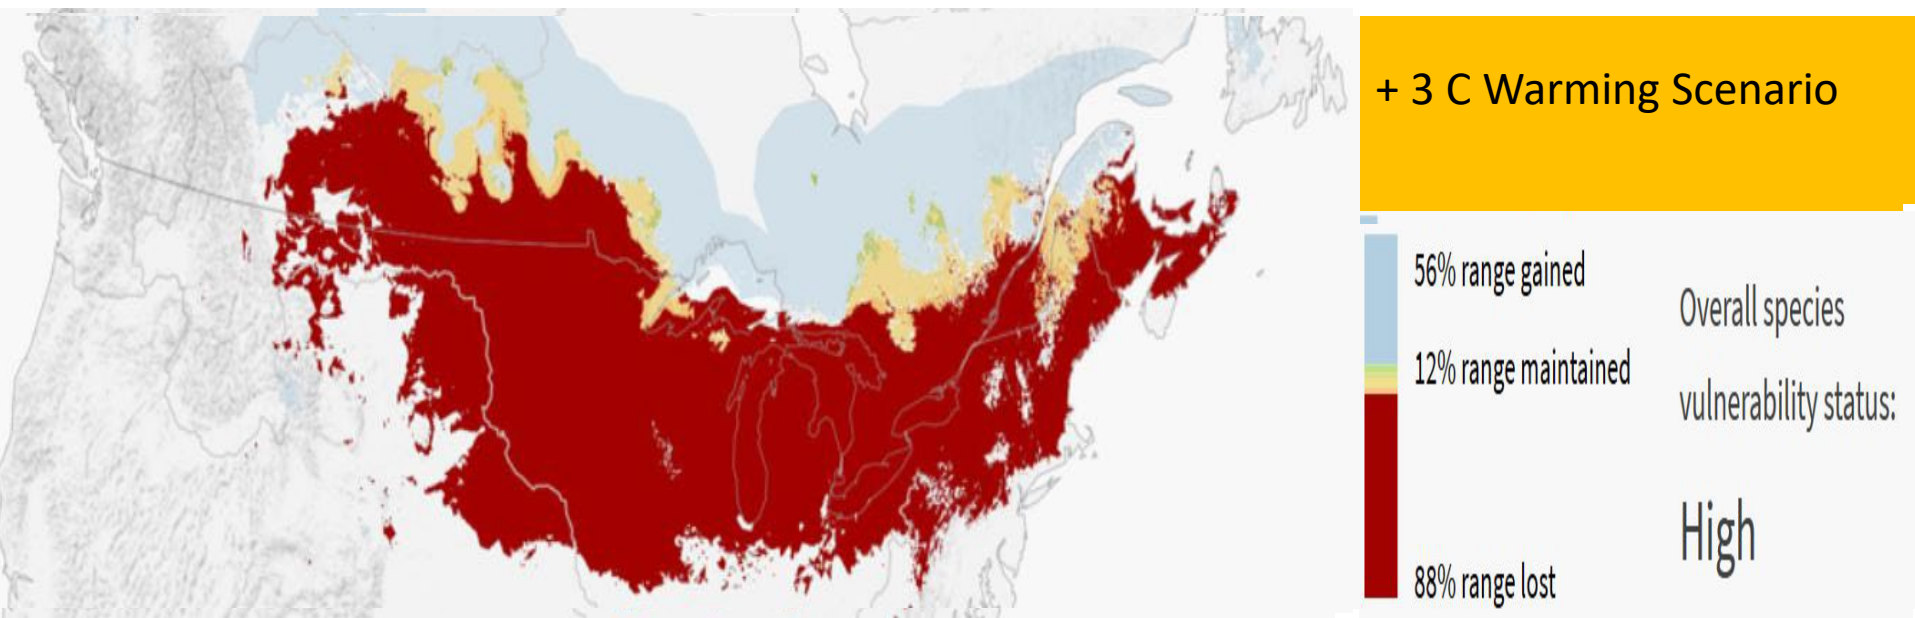 + 3 C Warming Scenario
56% range gained
12% range maintained
88% range lost
Overall species
vulnerability status:
High